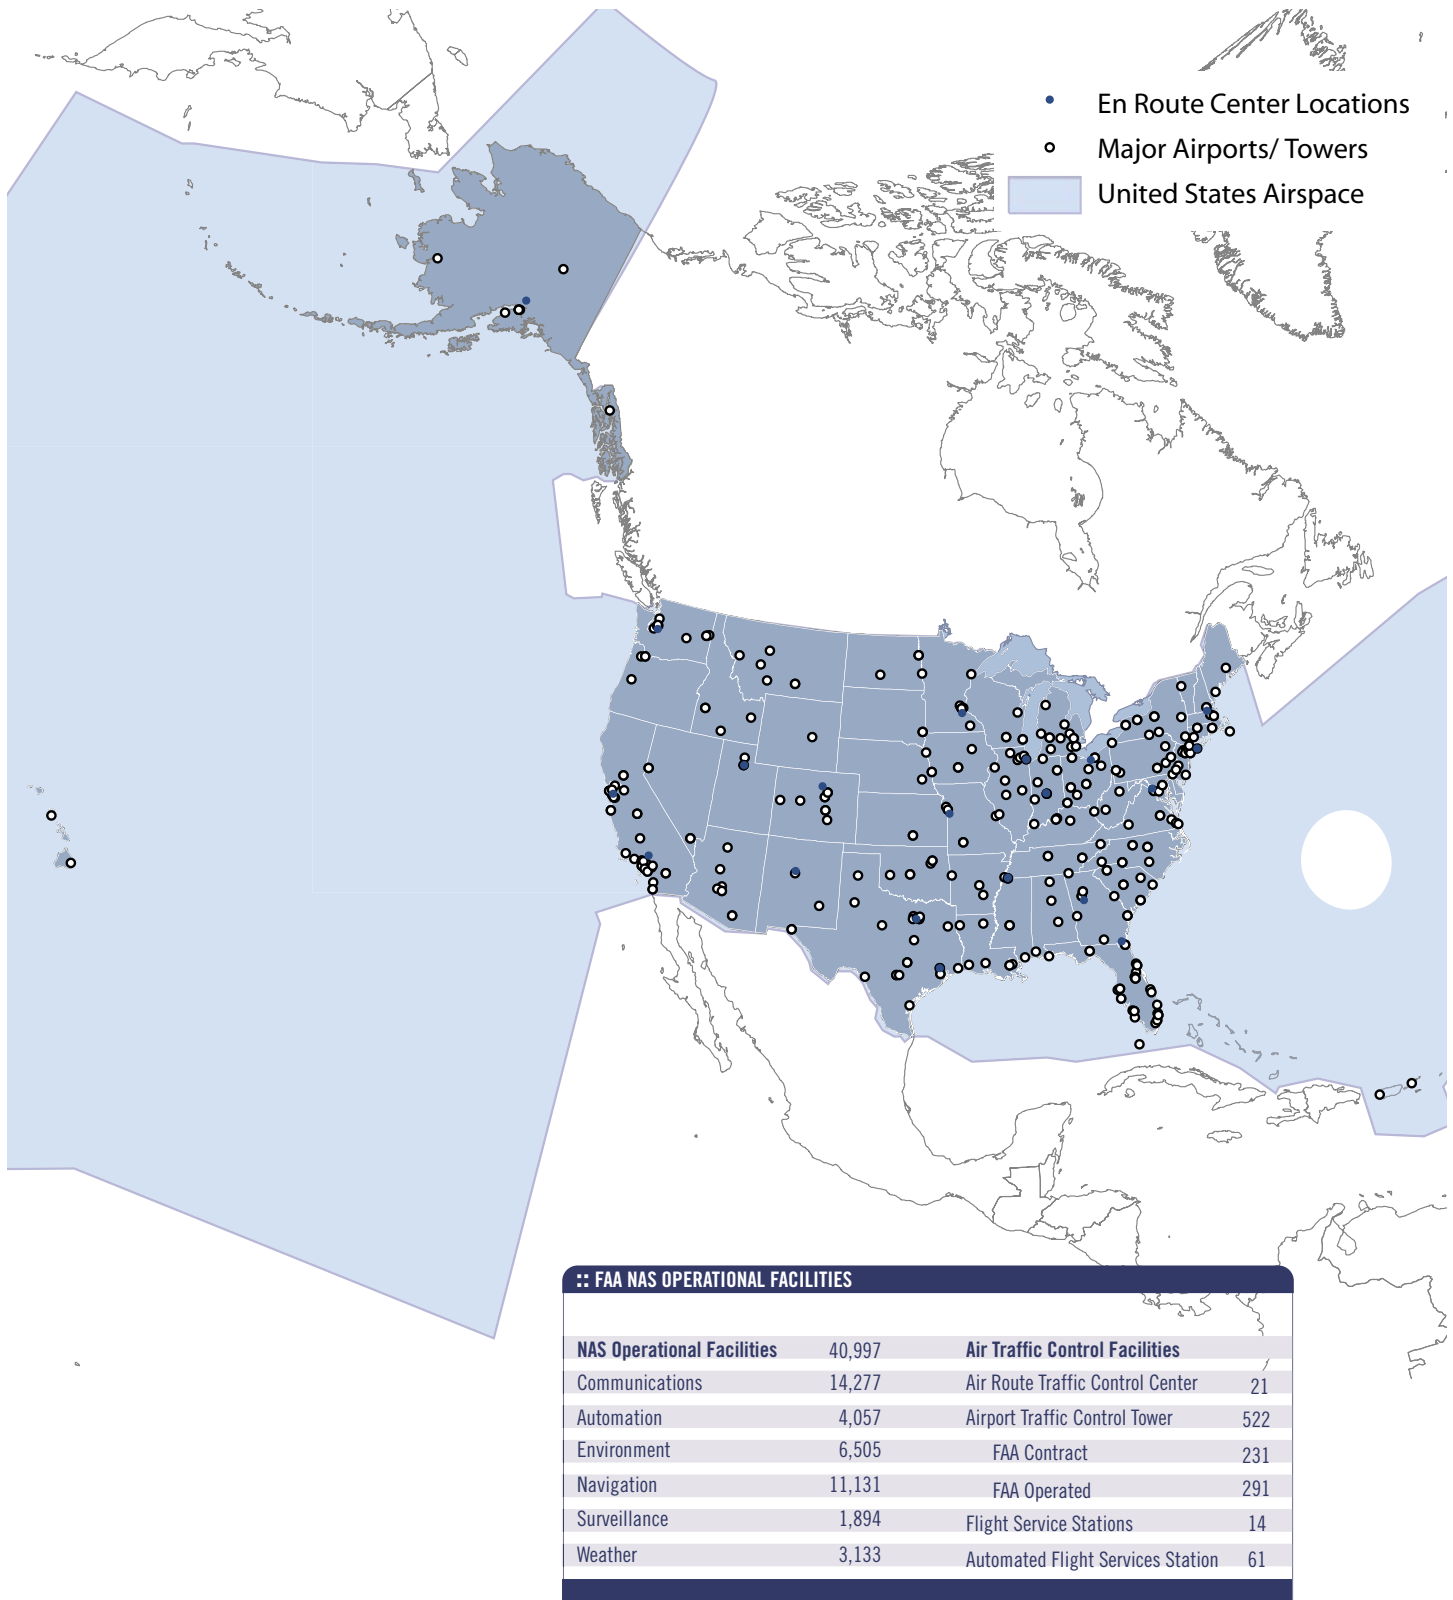 En Route Center Locations
Major Airports/ Towers
United States Airspace
:: FAA NAS OPERATIONAL FACILITIES
NAS Operational Facilities 40,997 Air Traffic Control Facilities
Communications 14,277 Air Route Traffic Control Center 21
Automation 4,057 Airport Traffic Control Tower 522
Environment 6,505 FAA Contract 231
Navigation 11,131 FAA Operated 291
Surveillance 1,894 Flight Service Stations 14
Weather 3,133 Automated Flight Services Station 61